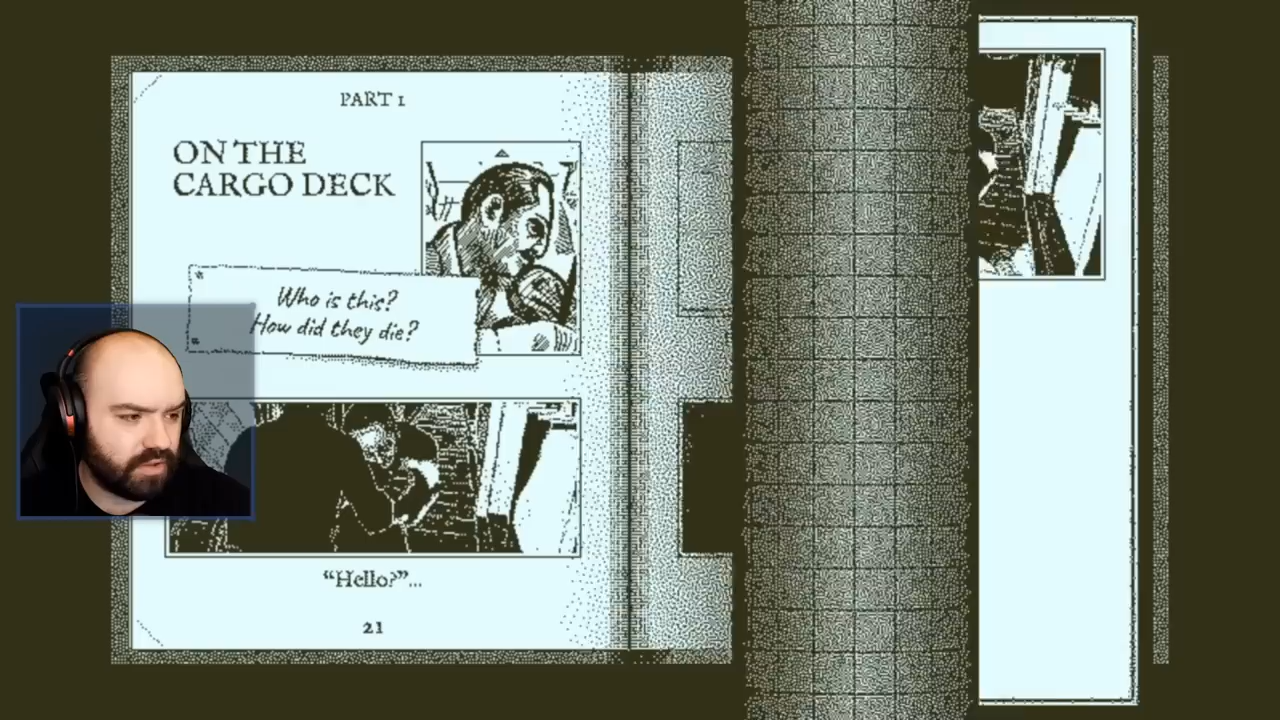 PART 1
ON THE
CARGO DECK
Who is this?
How did they die?
“Hello?”...
21